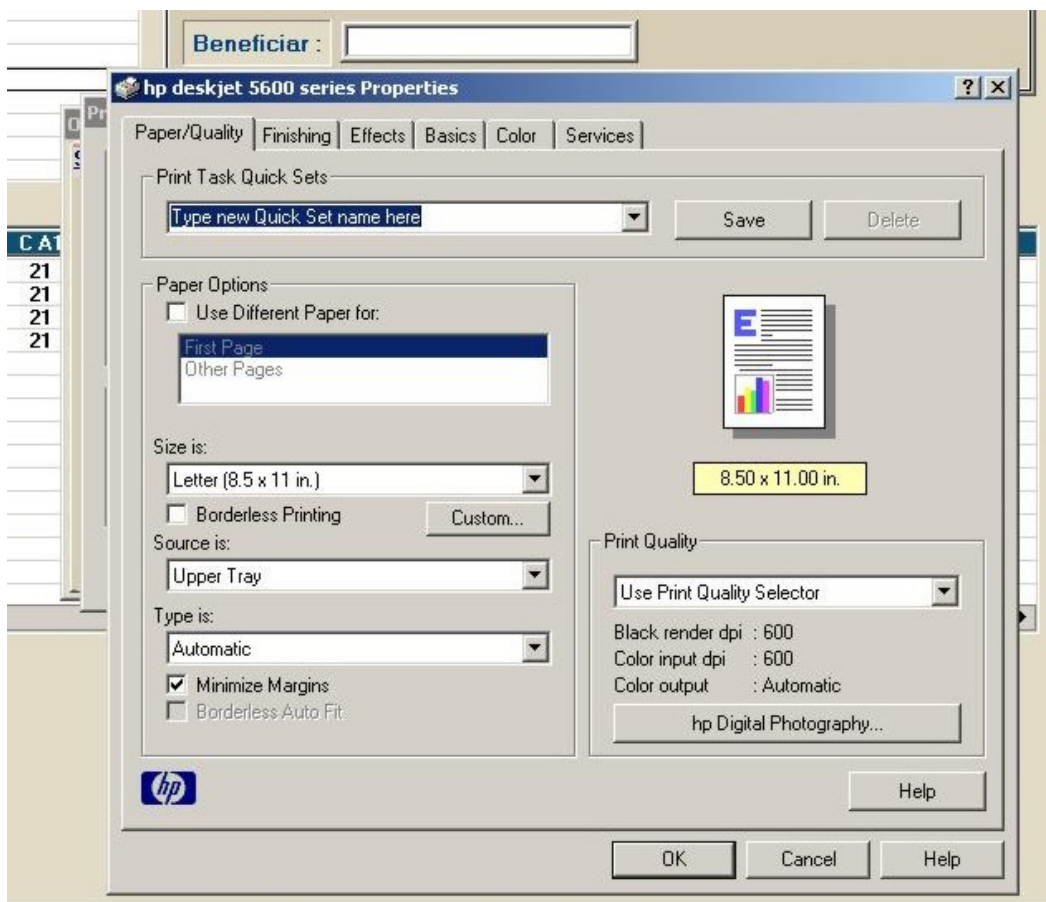 Beneficiar :
hp deskjet 5600 series Properties
Pr
O
Paper/Quality Finishing Effects Basics Color Services
Print Task Quick Sets
Type new Quick Set name here Save Delete
21
21
21
21
Paper Options
Use Different Paper for:
First Page
Other Pages
E
Size is:
Letter (8.5 x 11 in.)
8.50 x 11.00 in.
Borderless Printing Custom...
Source is:
Upper Tray
Type is:
Automatic
Minimize Margins
Borderless Auto Fit
Print Quality
Use Print Quality Selector
Black render dpi : 600
Color input dpi : 600
Color output : Automatic
hp Digital Photography...
hp
Help
OK Cancel Help